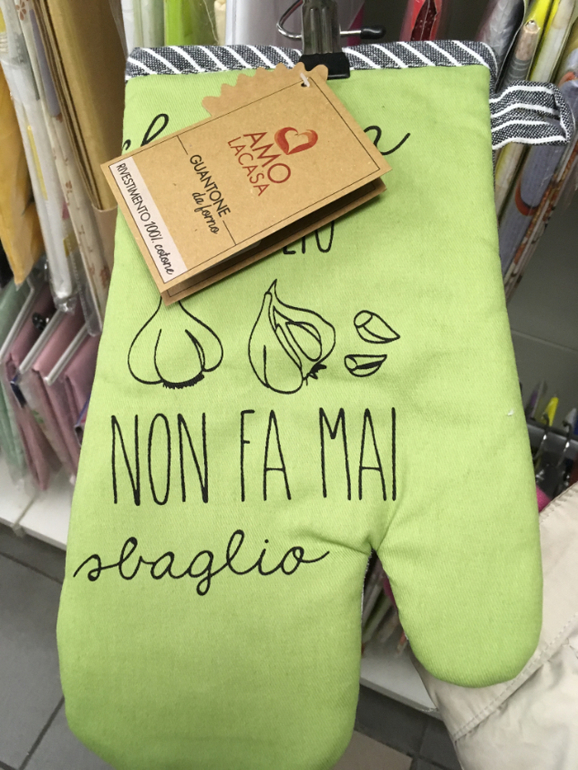 AMO
LACASA
GUANTONE
da forno
RIVESTIMENTO 100% cotone
NON FA MAI
sbaglio